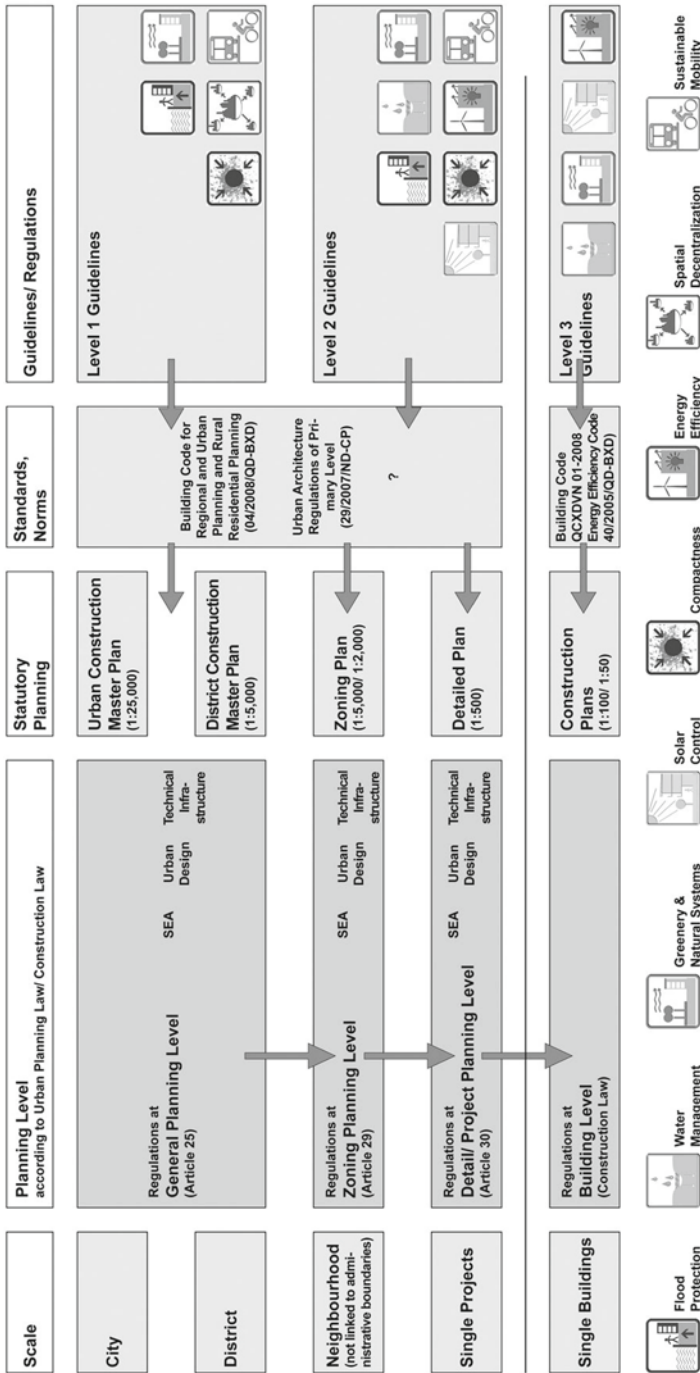 Scale
Planning Level
according to Urban Planning Law/ Construction Law
Statutory
Planning
Standards,
Norms
Guidelines/ Regulations
City
District
Regulations at
General Planning Level
(Article 25)
SEA
Urban
Design
Technical
Infra-
structure
Urban Construction
Master Plan
(1:25,000)
District Construction
Master Plan
(1:5,000)
Building Code for
Regional and Urban
Planning and Rural
Residential Planning
(04/2008/QD-BXD)
Urban Architecture
Regulations of Pri-
mary Level
(29/2007/ND-CP)
?
Level 1 Guidelines
Neighbourhood
(not linked to admi-
nistrative boundaries)
Regulations at
Zoning Planning Level
(Article 29)
SEA
Urban
Design
Technical
Infra-
structure
Zoning Plan
(1:5,000/ 1:2,000)
Level 2 Guidelines
Single Projects
Regulations at
Detail/ Project Planning Level
(Article 30)
SEA
Urban
Design
Technical
Infra-
structure
Detailed Plan
(1:500)
Single Buildings
Regulations at
Building Level
(Construction Law)
Construction
Plans
(1:100/ 1:50)
Building Code
QCXDVN 01-2008
Energy Efficiency Code
40/2005/QD-BXD)
Level 3
Guidelines
Flood
Protection
Water
Management
Greenery &
Natural Systems
Solar
Control
Compactness
Energy
Efficiency
Spatial
Decentralization
Sustainable
Mobility